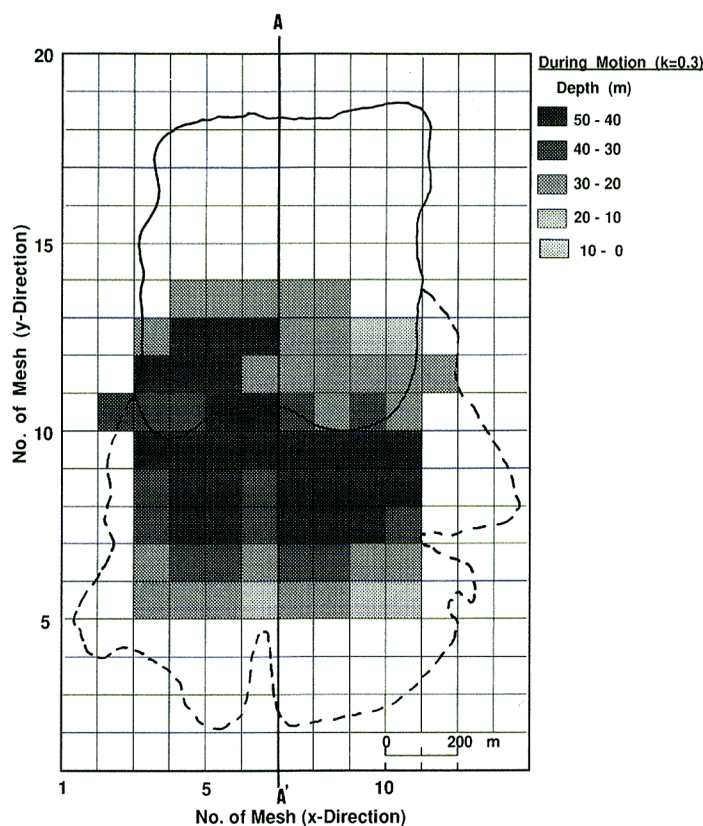 A
20
During Motion (k=0.3)
Depth (m)
50 - 40
40 - 30
30 - 20
20 - 10
10 - 0
15
No. of Mesh (y-Direction)
10
5
0 200 m
1 5 10
A'
No. of Mesh (x-Direction)